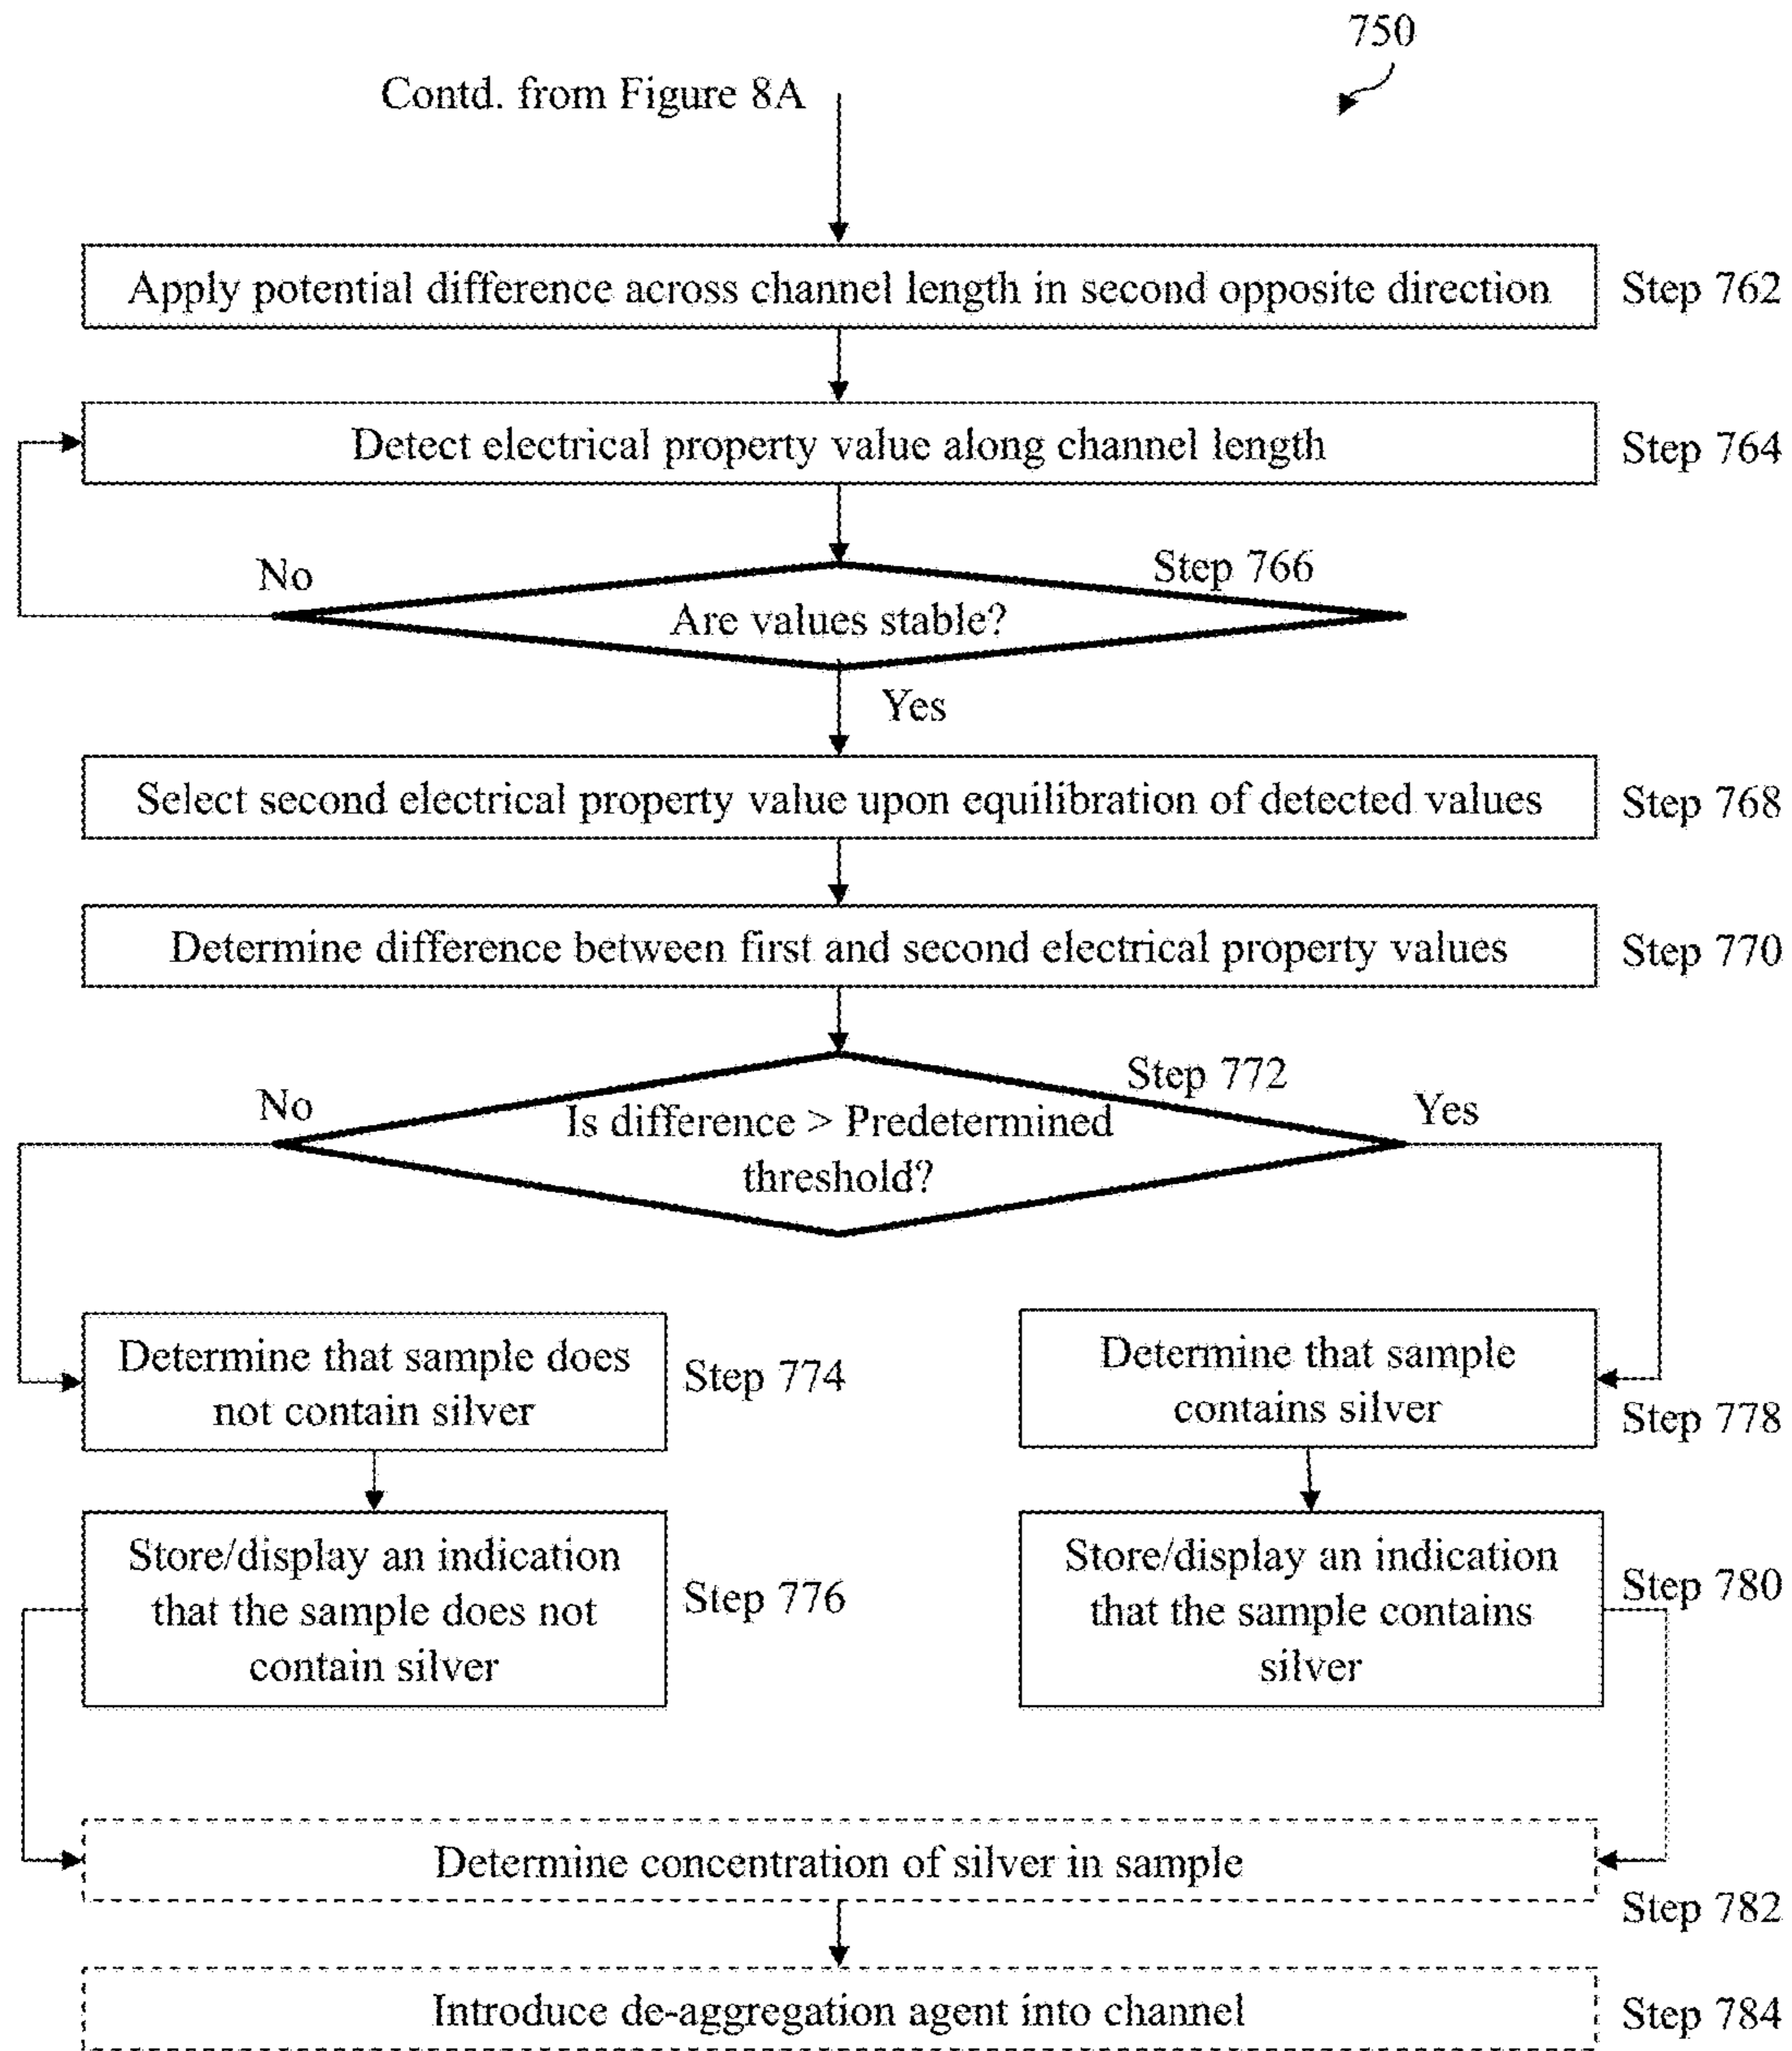 750
Contd. from Figure 8A
Apply potential difference across channel length in second opposite direction
Step 762
Detect electrical property value along channel length
Step 764
No
Step 766
Are values stable?
Yes
Select second electrical property value upon equilibration of detected values
Step 768
Determine difference between first and second electrical property values
Step 770
No
Step 772
Yes
Is difference > Predetermined
threshold?
Determine that sample does
not contain silver
Step 774
Determine that sample
contains silver
Step 778
Store/display an indication
that the sample does not
contain silver
Step 776
Store/display an indication
that the sample contains
silver
Step 780
Determine concentration of silver in sample
Step 782
Introduce de-aggregation agent into channel
Step 784